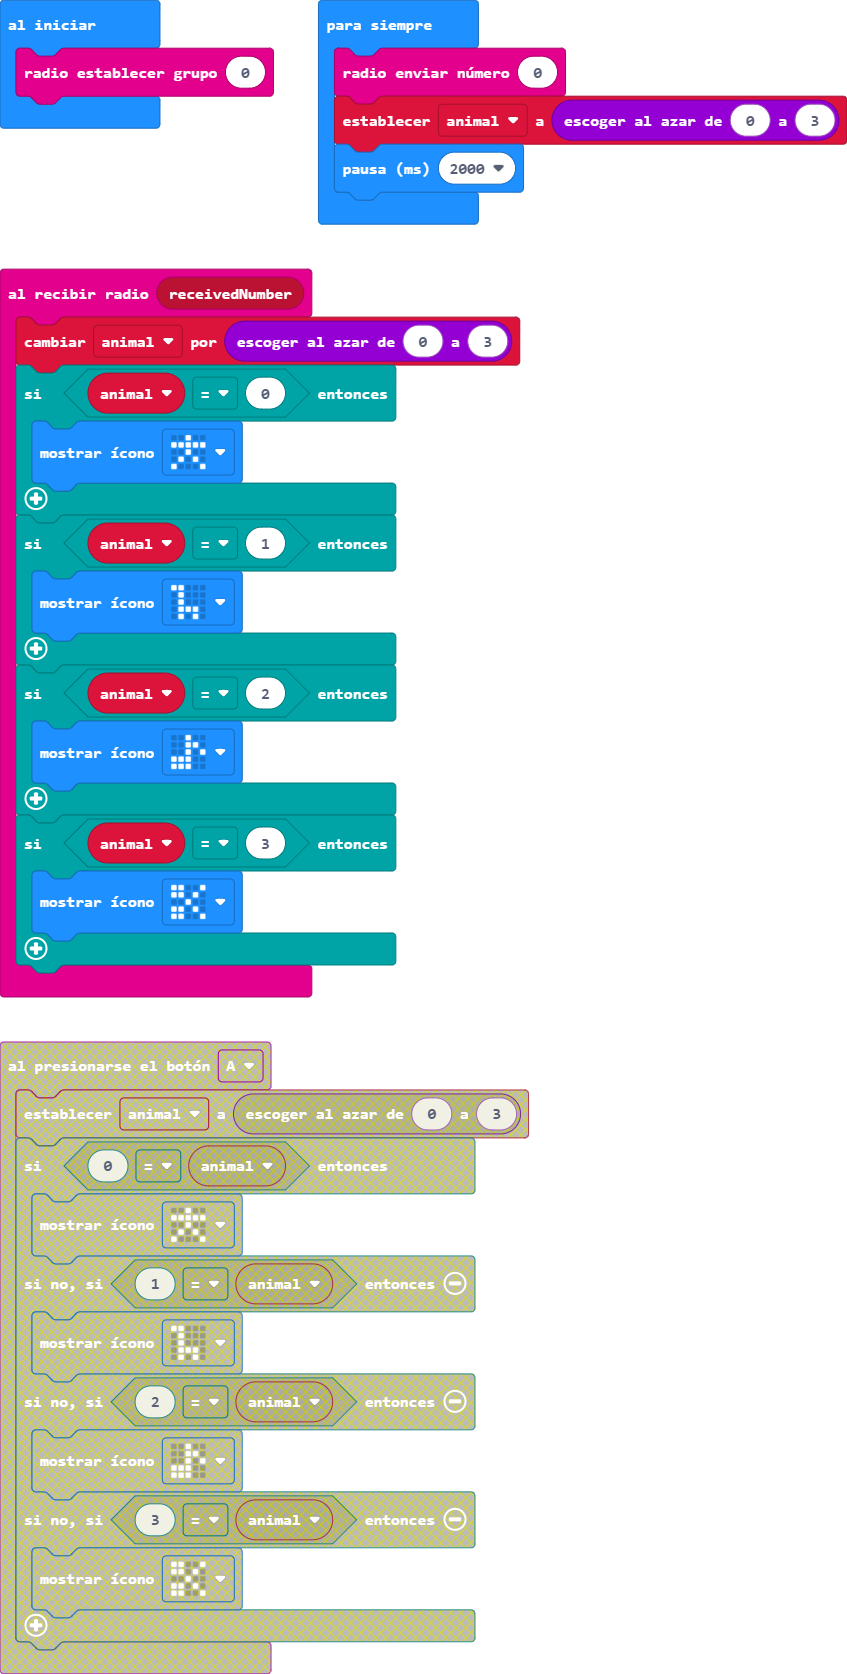 al iniciar
radio establecer grupo 0
para siempre
radio enviar número 0
establecer animal a escoger al azar de 0 a 3
pausa (ms) 2000
al recibir radio receivedNumber
cambiar animal por escoger al azar de 0 a 3
si animal = 0 entonces
mostrar ícono
si animal = 1 entonces
mostrar ícono
si animal = 2 entonces
mostrar ícono
si animal = 3 entonces
mostrar ícono
al presionarse el botón A
establecer animal a escoger al azar de 0 a 3
si 0 = animal entonces
mostrar ícono
si no, si 1 = animal entonces
mostrar ícono
si no, si 2 = animal entonces
mostrar ícono
si no, si 3 = animal entonces
mostrar ícono